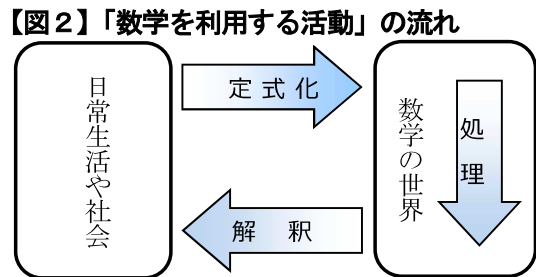 【図2】「数学を利用する活動」の流れ
日常生活や社会
定式化
数学の世界
処理
解釈